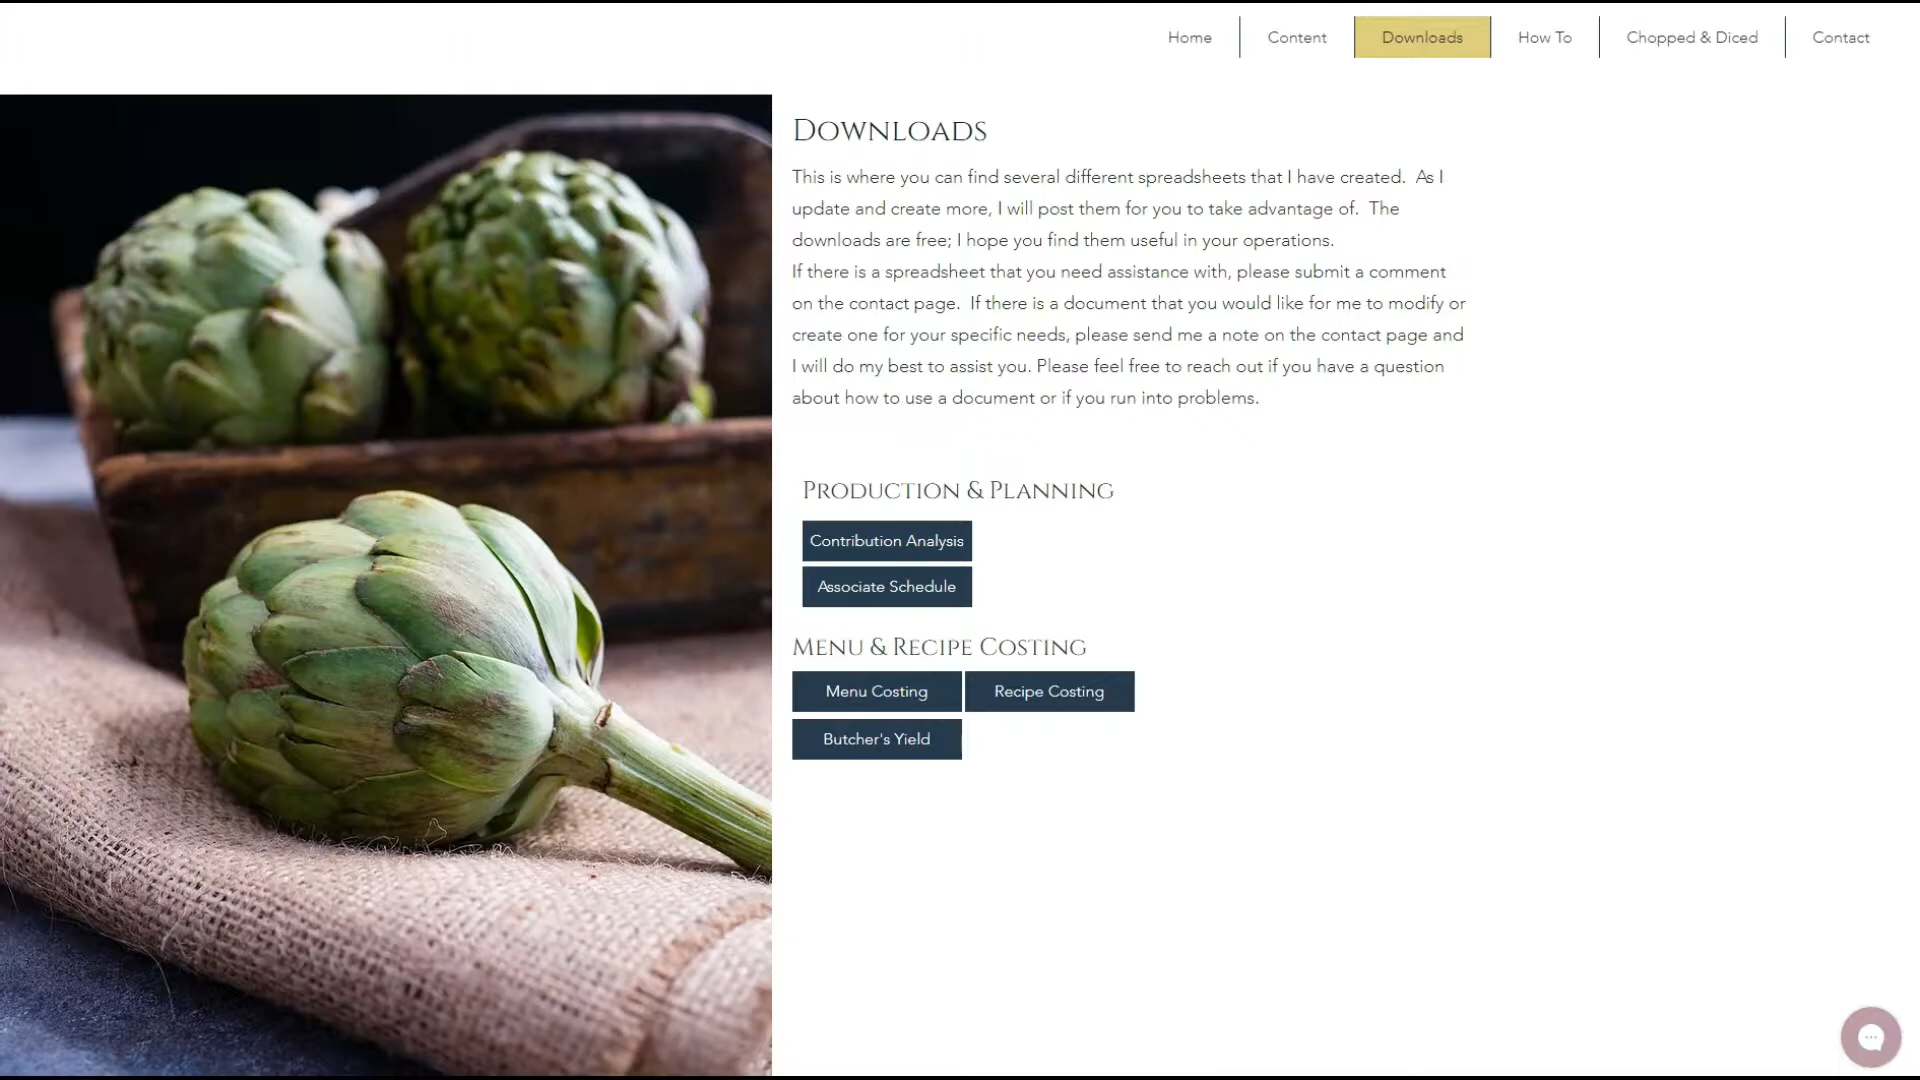 Home
Content
Downloads
How To
Chopped & Diced
Contact
Downloads
This is where you can find several different spreadsheets that I have created.  As I
update and create more, I will post them for you to take advantage of.  The
downloads are free; I hope you find them useful in your operations.
If there is a spreadsheet that you need assistance with, please submit a comment
on the contact page.  If there is a document that you would like for me to modify or
create one for your specific needs, please send me a note on the contact page and
I will do my best to assist you. Please feel free to reach out if you have a question
about how to use a document or if you run into problems.
Production & Planning
Contribution Analysis
Associate Schedule
Menu & Recipe Costing
Menu Costing
Recipe Costing
Butcher's Yield